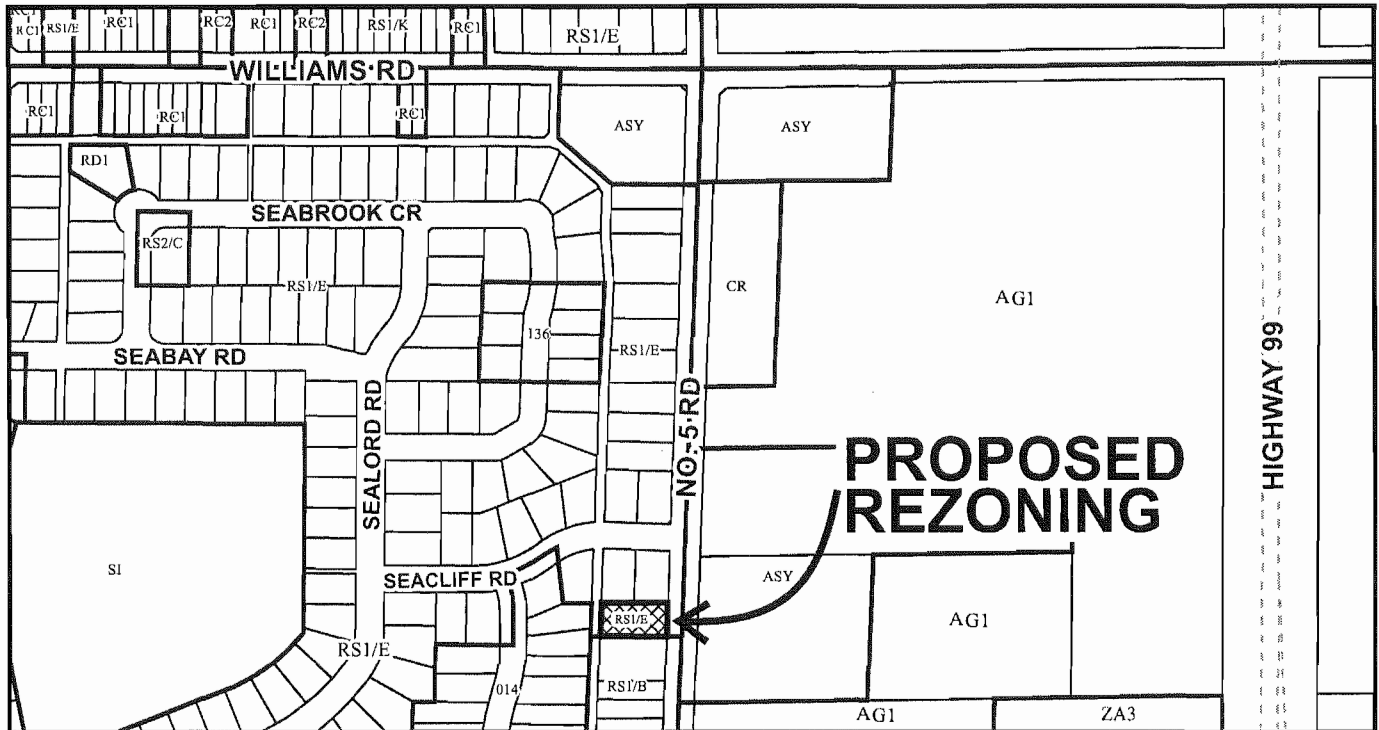 RC1
RC1
RS1/E
RC1
RC2
RC1
RC2
RS1/K
RC1
RS1/E
WILLIAMS RD
RC1
RC1
RC1
ASY
ASY
RD1
SEABROOK CR
RS2/C
RS1/E
CR
AG1
136
RS1/E
SEABAY RD
HIGHWAY 99
SEALORD RD
NO. 5 RD
PROPOSED
REZONING
SI
SEACLIFF RD
ASY
AG1
RS1/E
RS1/E
014
RS1/B
AG1
ZA3